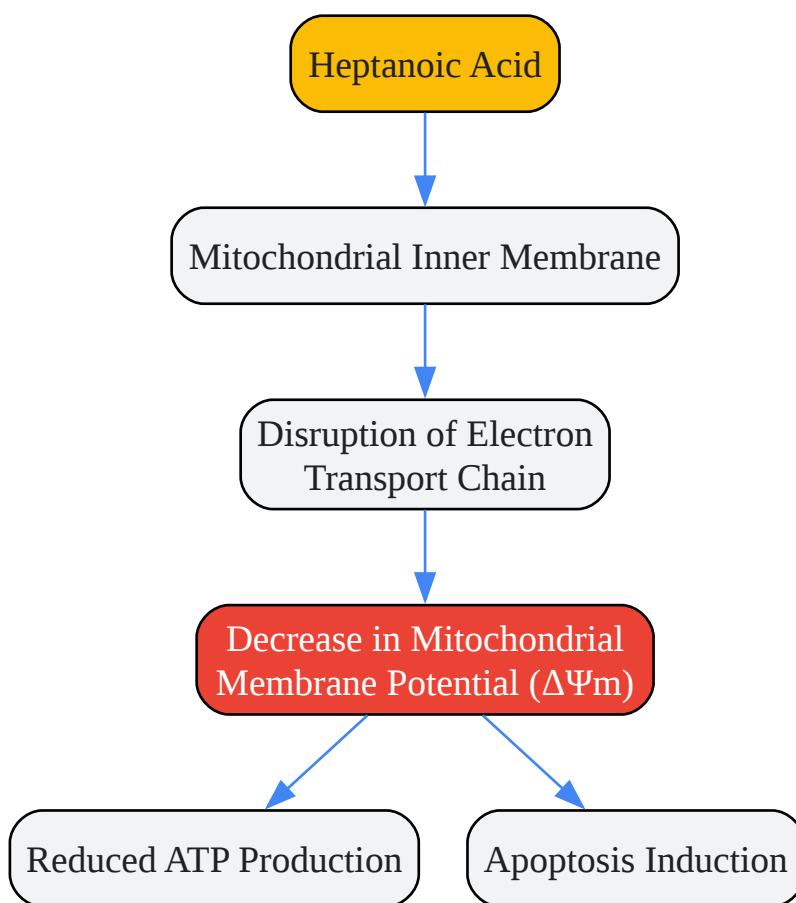 Heptanoic Acid
Mitochondrial Inner Membrane
Disruption of Electron
Transport Chain
Decrease in Mitochondrial
Membrane Potential (ΔΨm)
Reduced ATP Production
Apoptosis Induction